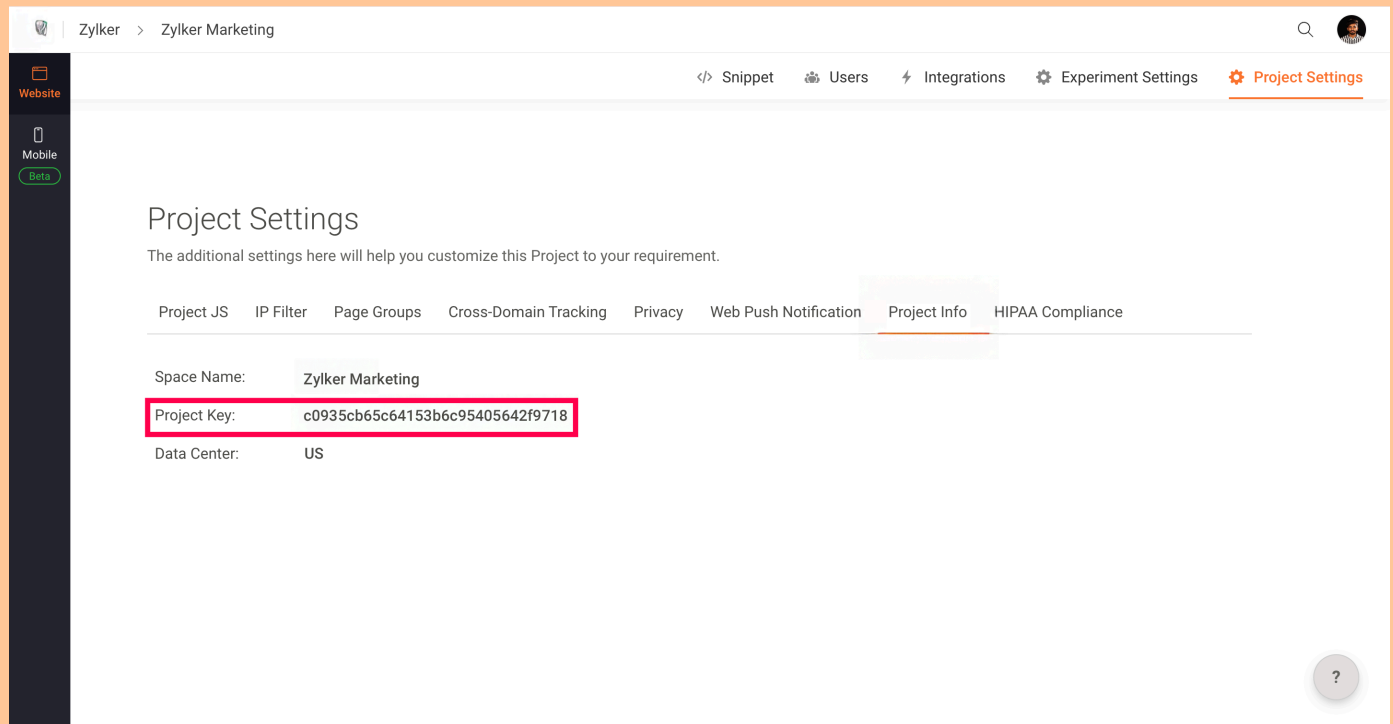 Zylker > Zylker Marketing
Website
Mobile
Beta
</> Snippet Users Integrations Experiment Settings Project Settings
Project Settings
The additional settings here will help you customize this Project to your requirement.
Project JS IP Filter Page Groups Cross-Domain Tracking Privacy Web Push Notification Project Info HIPAA Compliance
Space Name: Zylker Marketing
Project Key: c0935cb65c64153b6c95405642f9718
Data Center: US
?